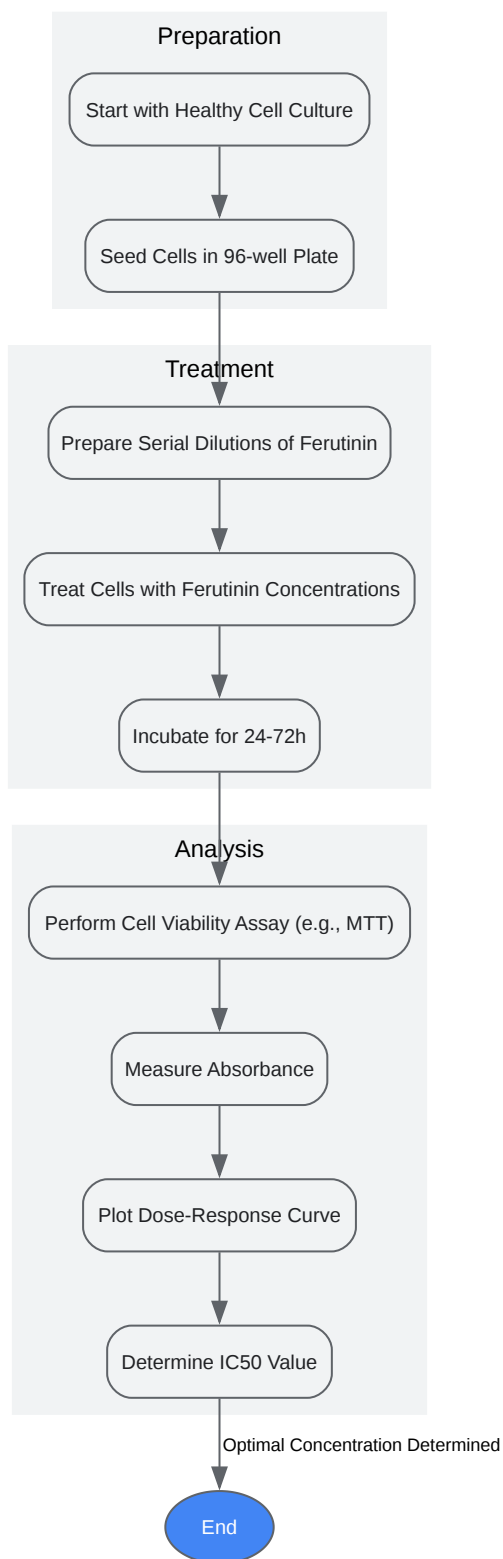 Preparation
Start with Healthy Cell Culture
Seed Cells in 96-well Plate
Treatment
Prepare Serial Dilutions of Ferutinin
Treat Cells with Ferutinin Concentrations
Incubate for 24-72h
Analysis
Perform Cell Viability Assay (e.g., MTT)
Measure Absorbance
Plot Dose-Response Curve
Determine IC50 Value
Optimal Concentration Determined
End